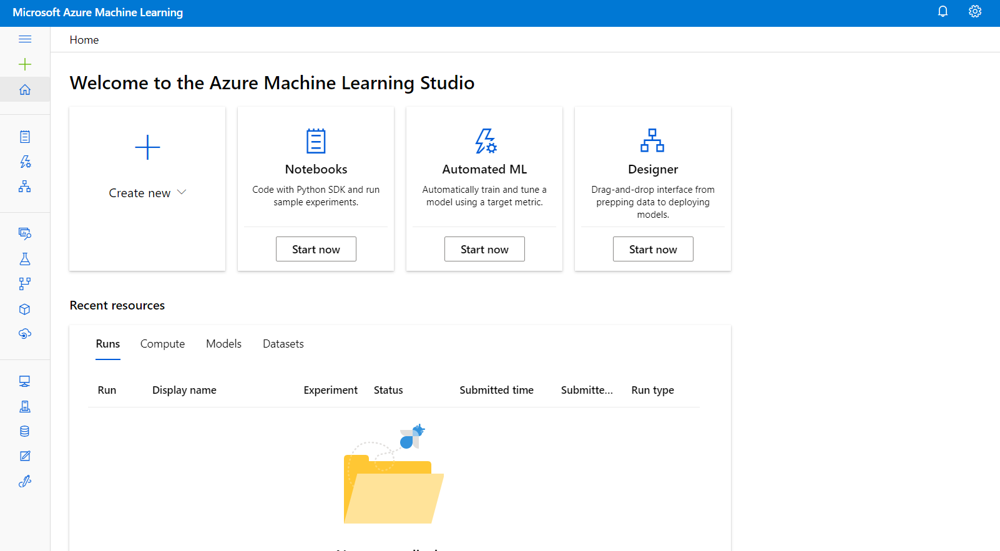 Microsoft Azure Machine Learning
Home
Welcome to the Azure Machine Learning Studio
Create new
Notebooks
Code with Python SDK and run
sample experiments.
Start now
Automated ML
Automatically train and tune a
model using a target metric.
Start now
Designer
Drag-and-drop interface from
prepping data to deploying
models.
Start now
Recent resources
Runs Compute Models Datasets
Run Display name Experiment Status Submitted time Submitte... Run type